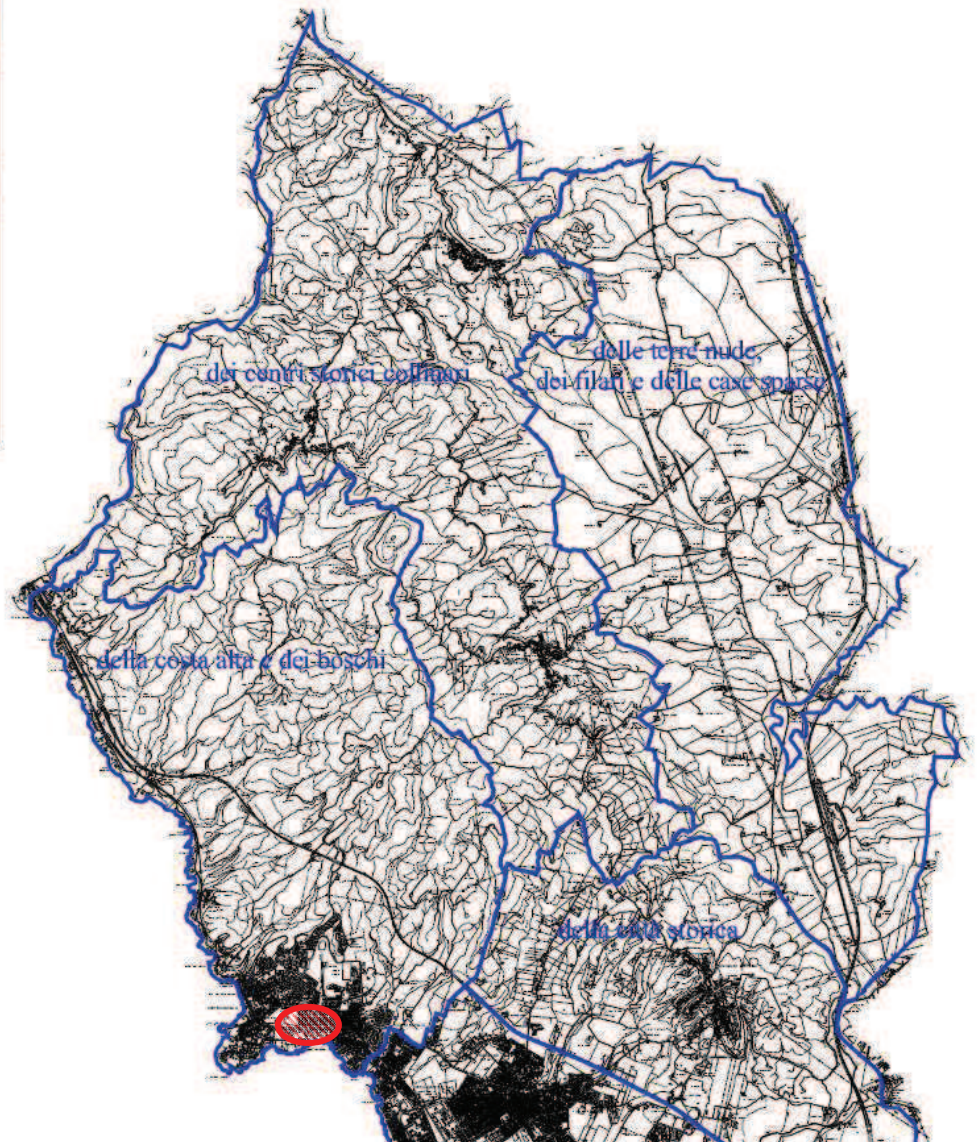 delle terre nude,
dei centri storici collinari
dei filari e delle case sparse
della costa alta e dei boschi
della città storica